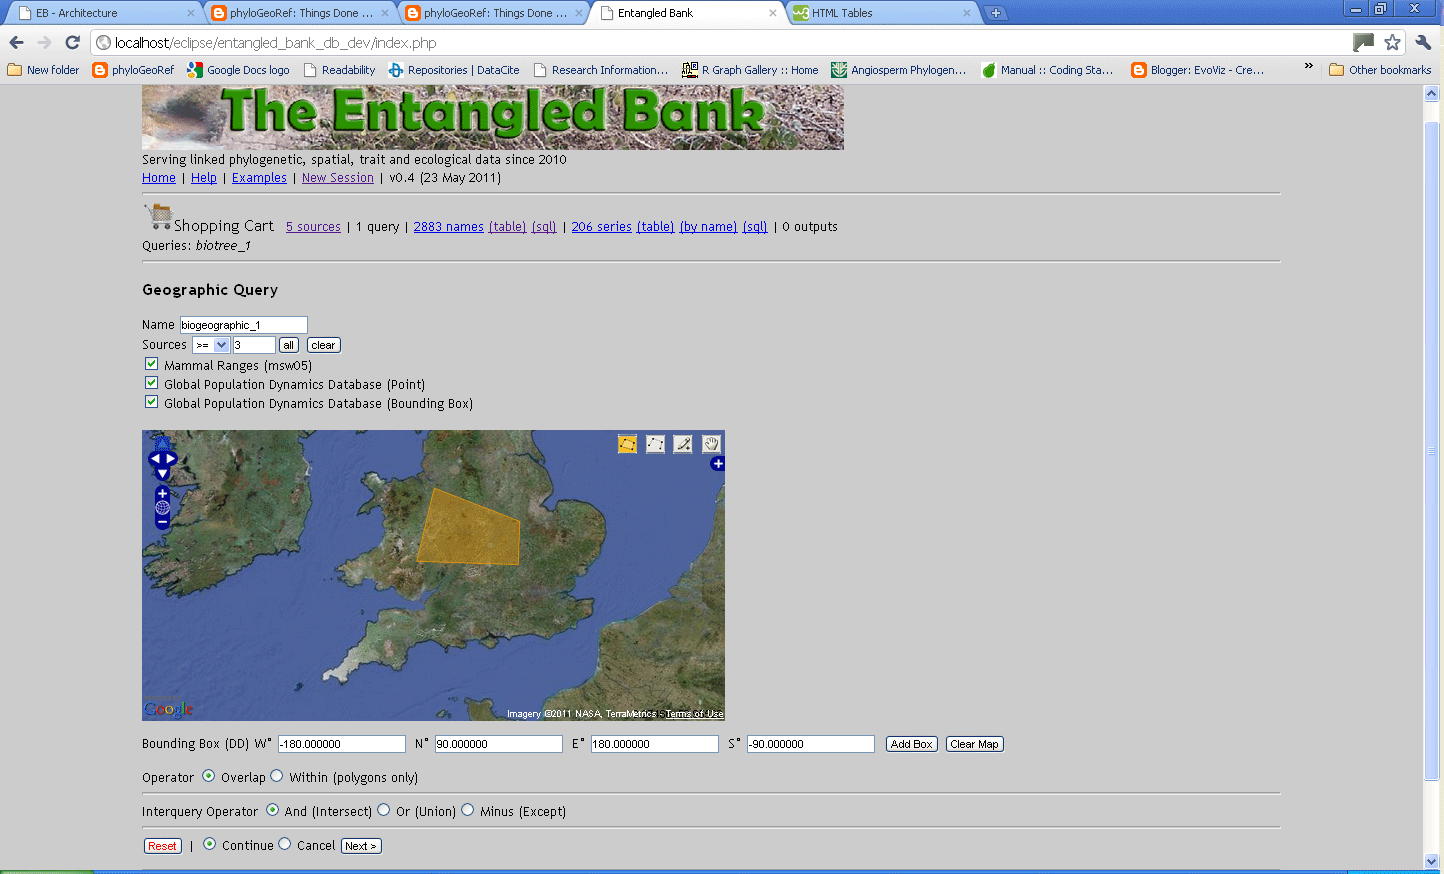 EB - Architecture
phyloGeoRef: Things Done ...
phyloGeoRef: Things Done ...
Entangled Bank
w3 HTML Tables
localhost/eclipse/entangled_bank_db_dev/index.php
New folder phyloGeoRef Google Docs logo Readability Repositories | DataCite Research Information... R Graph Gallery :: Home Angiosperm Phylogen... Manual :: Coding Sta... Blogger: EvoViz - Cre... » Other bookmarks
The Entangled Bank
Serving linked phylogenetic, spatial, trait and ecological data since 2010
Home | Help | Examples | New Session | v0.4 (23 May 2011)
Shopping Cart 5 sources | 1 query | 2883 names (table) (sql) | 206 series (table) (by name) (sql) | 0 outputs
Queries: biotree_1
Geographic Query
Name biogeographic_1
Sources >= 3 all clear
Mammal Ranges (msw05)
Global Population Dynamics Database (Point)
Global Population Dynamics Database (Bounding Box)
Google
Imagery ©2011 NASA, TerraMetrics - Terms of Use
Bounding Box (DD) W° -180.000000 N° 90.000000 E° 180.000000 S° -90.000000 Add Box Clear Map
Operator Overlap Within (polygons only)
Interquery Operator And (Intersect) Or (Union) Minus (Except)
Reset | Continue Cancel Next >